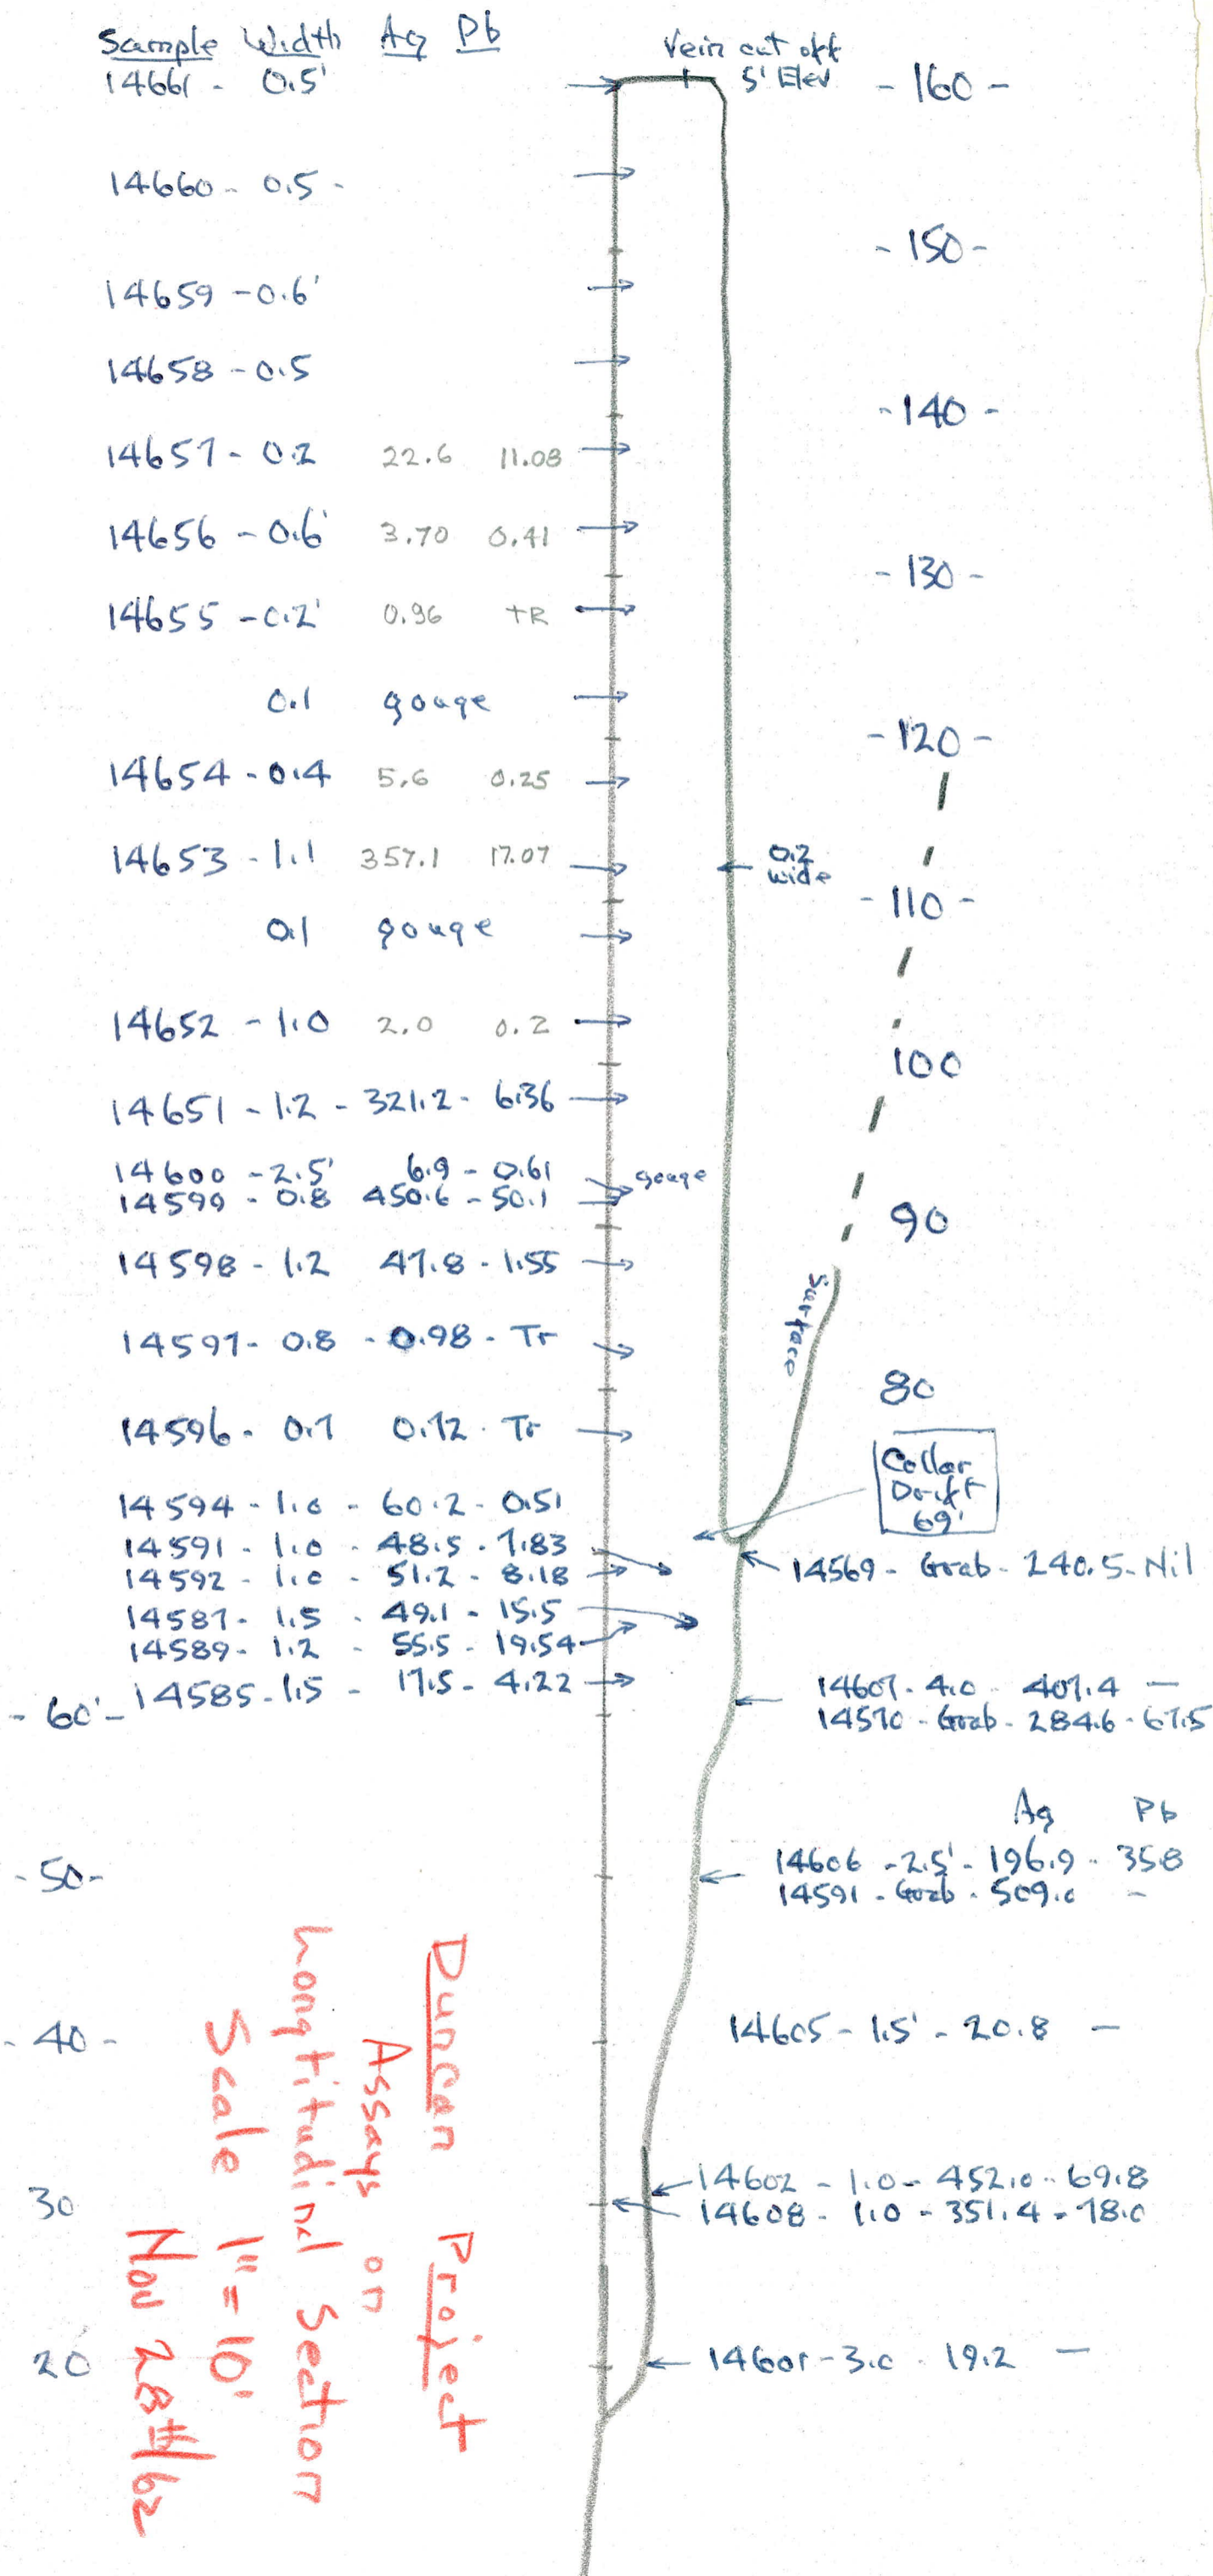 Sample Width Ag Pb
Vein cut off
5' Elev
14661 - 0.5'
- 160 -
14660 - 0.5 -
- 150 -
14659 - 0.6'
14658 - 0.5
- 140 -
14657 - 0.2 22.6 11.08
14656 - 0.6' 3.70 0.41
- 130 -
14655 - 0.2' 0.96 TR
0.1 gouge
- 120 -
14654 - 0.4 5.6 0.25
14653 - 1.1 357.1 17.07
0.2
wide
- 110 -
0.1 gouge
14652 - 1.0 2.0 0.2
100
14651 - 1.2 - 321.2 - 6.36
14600 - 2.5' 6.9 - 0.61
gouge
14599 - 0.8 450.6 - 50.1
90
14598 - 1.2 47.8 - 1.55
Surface
14597 - 0.8 - 0.98 - Tr
80
14596 - 0.7 0.72 - Tr
Collar
Drift
69'
14594 - 1.0 - 60.2 - 0.51
14591 - 1.0 - 48.5 - 7.83
14592 - 1.0 - 51.2 - 8.18
14569 - Grab - 240.5 - Nil
14587 - 1.5 - 49.1 - 15.5
14589 - 1.2 - 55.5 - 19.54
14585 - 1.5 - 17.5 - 4.22
- 60' -
14607 - 4.0 - 407.4 -
14570 - Grab - 284.6 - 67.5
Ag Pb
- 50 -
14606 - 2.5' - 196.9 - 35.8
14571 - Grab - 509.0 -
- 40 -
14605 - 1.5' - 20.8 -
14602 - 1.0 - 452.0 - 69.8
30
14608 - 1.0 - 351.4 - 78.0
20
14601 - 3.0 - 19.2 -
Duncan Project
Assays on
Longtitudinal Section
Scale 1" = 10'
Nov 28th/62